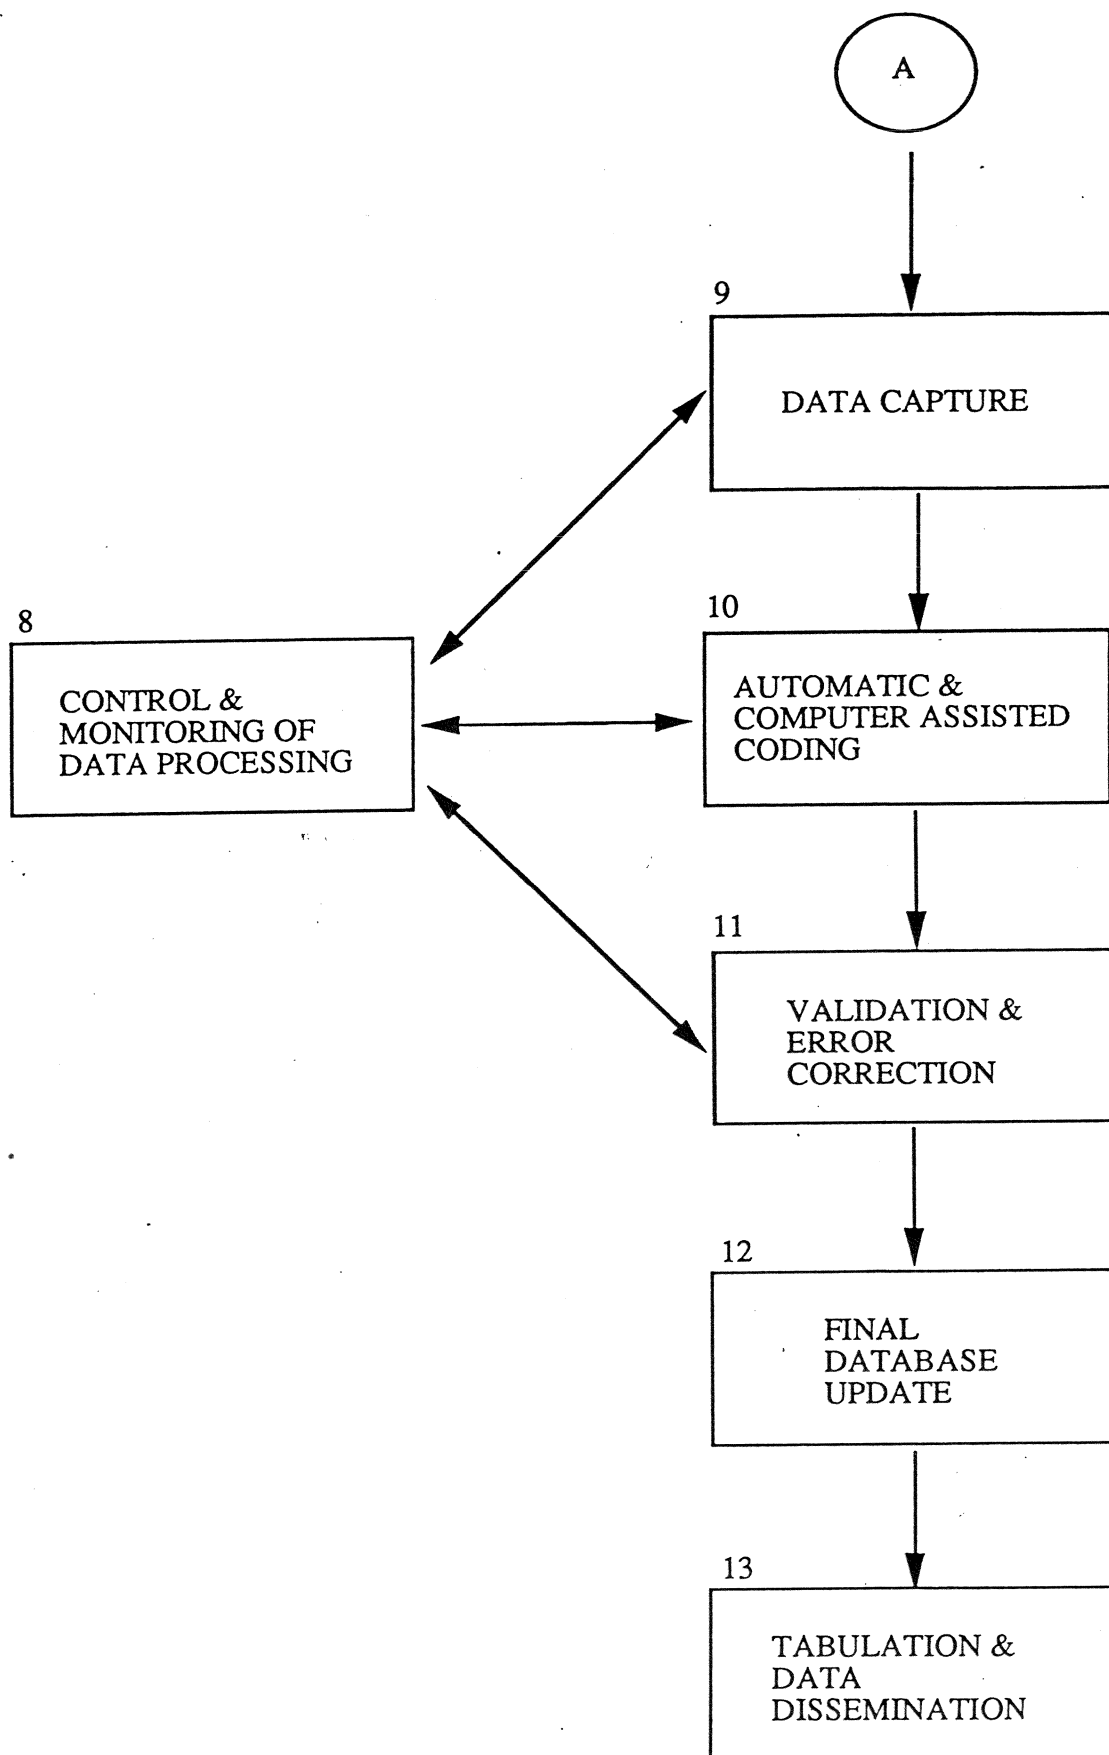 A
9
DATA CAPTURE
8
CONTROL &
MONITORING OF
DATA PROCESSING
10
AUTOMATIC &
COMPUTER ASSISTED
CODING
11
VALIDATION &
ERROR
CORRECTION
12
FINAL
DATABASE
UPDATE
13
TABULATION &
DATA
DISSEMINATION